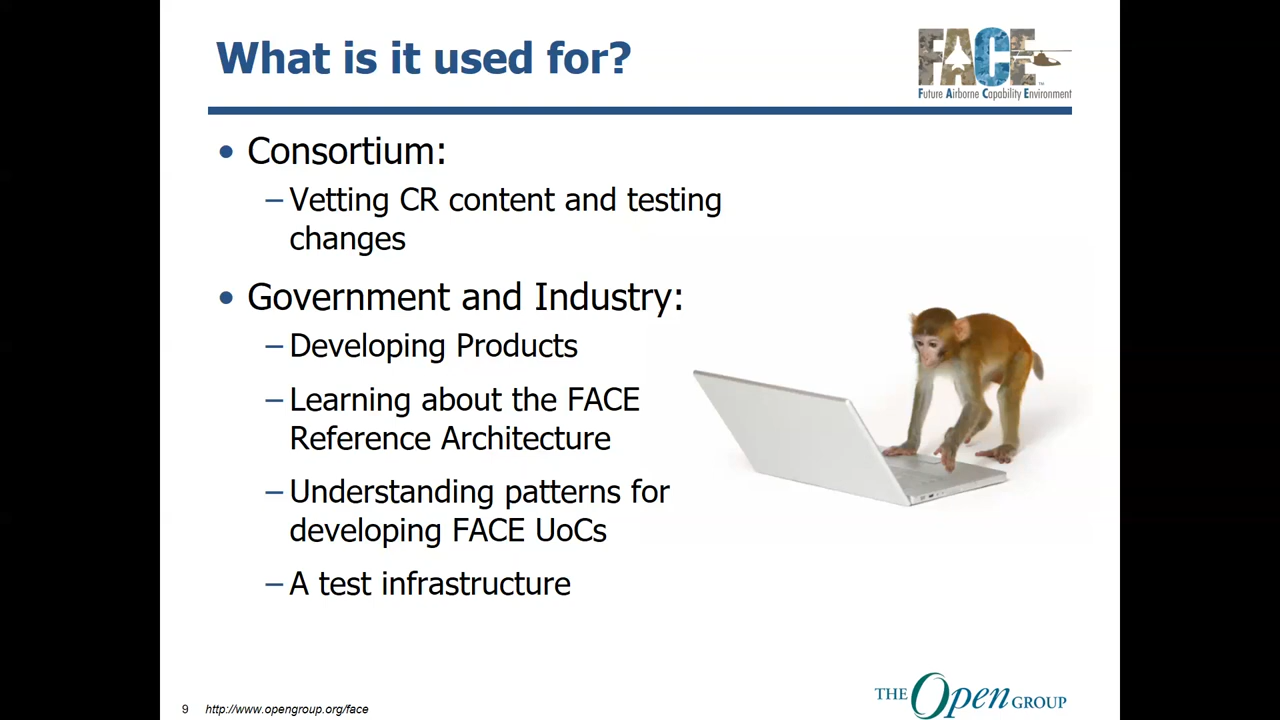 What is it used for?
FACE™
Future Airborne Capability Environment
• Consortium:
– Vetting CR content and testing
changes
• Government and Industry:
– Developing Products
– Learning about the FACE
Reference Architecture
– Understanding patterns for
developing FACE UoCs
– A test infrastructure
9 http://www.opengroup.org/face
THE Open GROUP